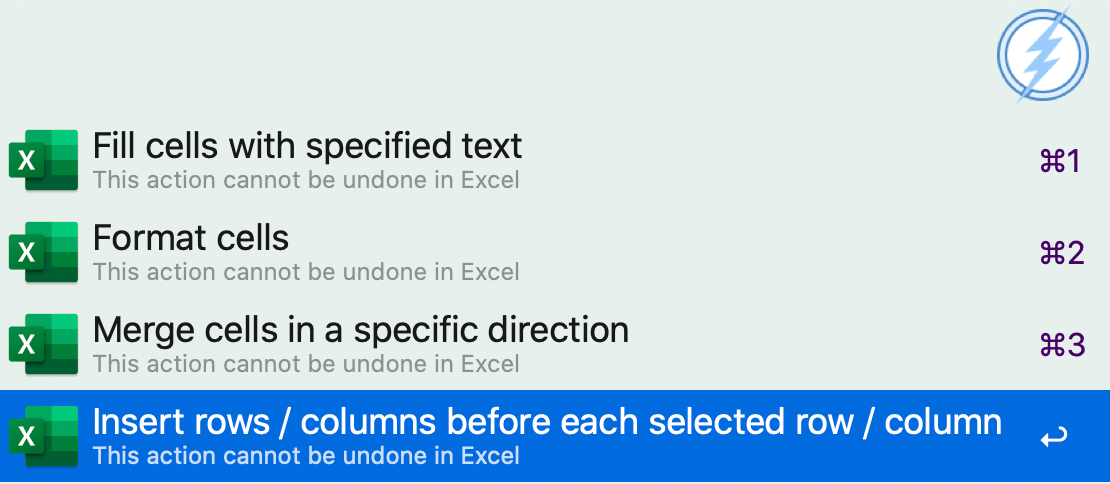 Fill cells with specified text
This action cannot be undone in Excel
⌘1
Format cells
This action cannot be undone in Excel
⌘2
Merge cells in a specific direction
This action cannot be undone in Excel
⌘3
Insert rows / columns before each selected row / column
This action cannot be undone in Excel